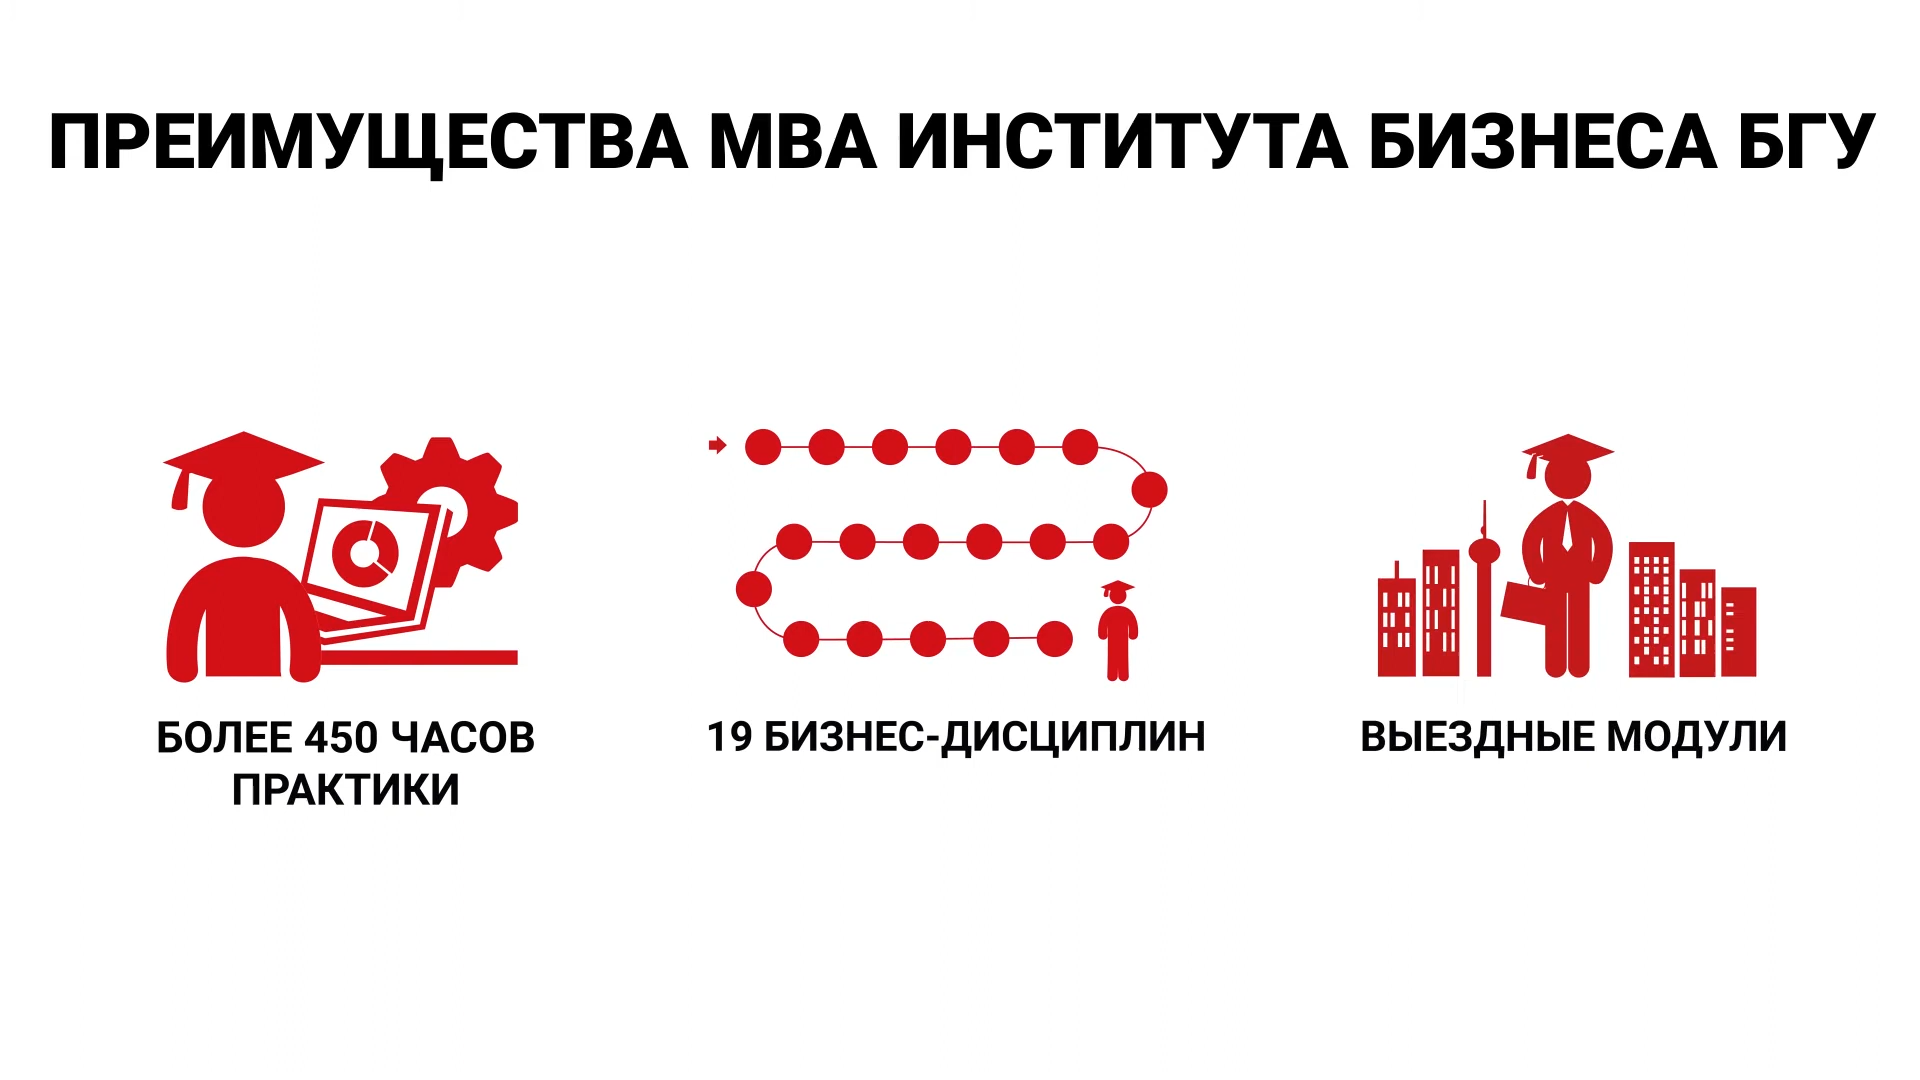 ПРЕИМУЩЕСТВА МВА ИНСТИТУТА БИЗНЕСА БГУ
БОЛЕЕ 450 ЧАСОВ
ПРАКТИКИ
19 БИЗНЕС-ДИСЦИПЛИН
ВЫЕЗДНЫЕ МОДУЛИ